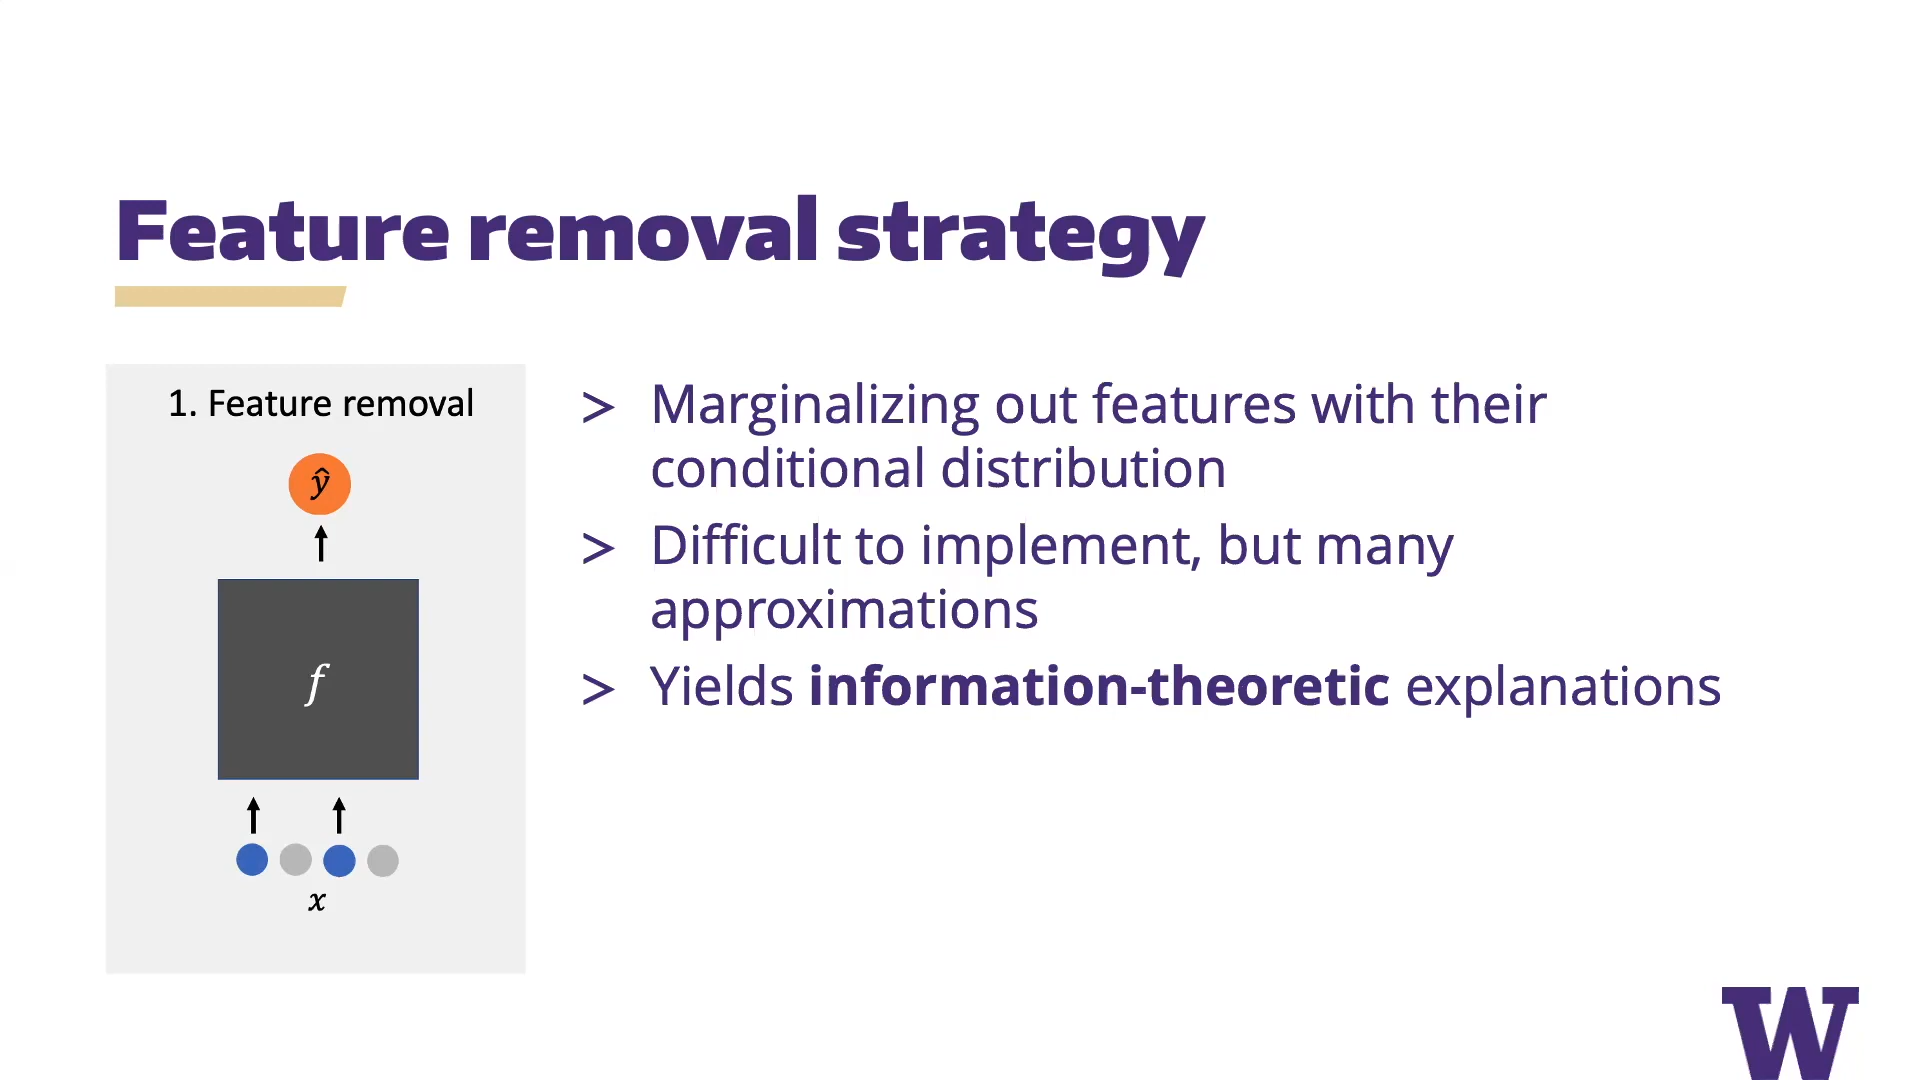 Feature removal strategy
1. Feature removal
ŷ
f
x
> Marginalizing out features with their
conditional distribution
> Difficult to implement, but many
approximations
> Yields information-theoretic explanations
W